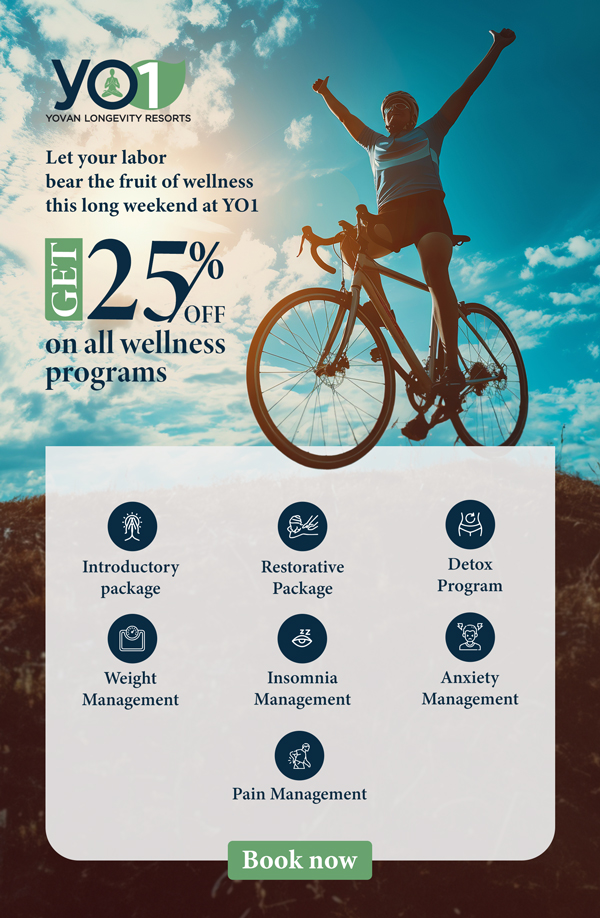 YO1
YOVAN LONGEVITY RESORTS
Let your labor
bear the fruit of wellness
this long weekend at YO1
GET 25% OFF
on all wellness
programs
Introductory
package
Restorative
Package
Detox
Program
Weight
Management
Insomnia
Management
Anxiety
Management
Pain Management
Book now